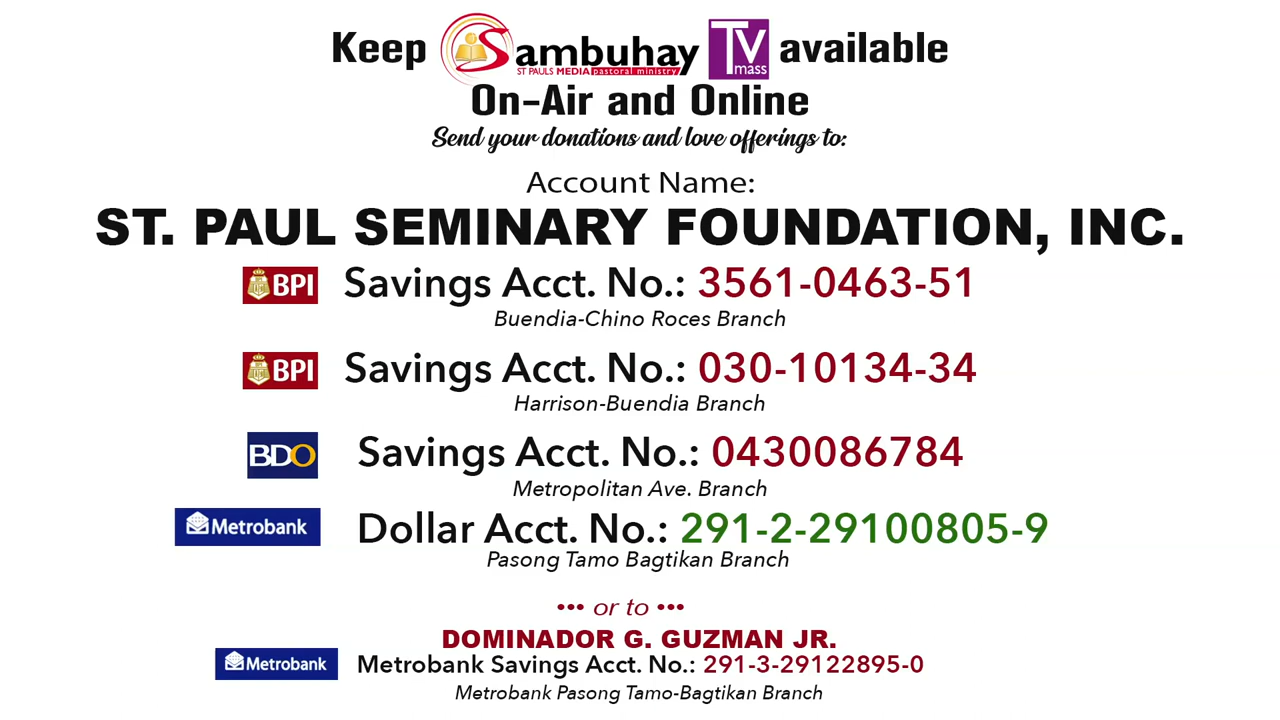 Keep Sambuhay TV mass available
ST PAULS MEDIA pastoral ministry
On-Air and Online
Send your donations and love offerings to:
Account Name:
ST. PAUL SEMINARY FOUNDATION, INC.
BPI Savings Acct. No.: 3561-0463-51
Buendia-Chino Roces Branch
BPI Savings Acct. No.: 030-10134-34
Harrison-Buendia Branch
BDO Savings Acct. No.: 0430086784
Metropolitan Ave. Branch
Metrobank Dollar Acct. No.: 291-2-29100805-9
Pasong Tamo Bagtikan Branch
••• or to •••
DOMINADOR G. GUZMAN JR.
Metrobank Metrobank Savings Acct. No.: 291-3-29122895-0
Metrobank Pasong Tamo-Bagtikan Branch